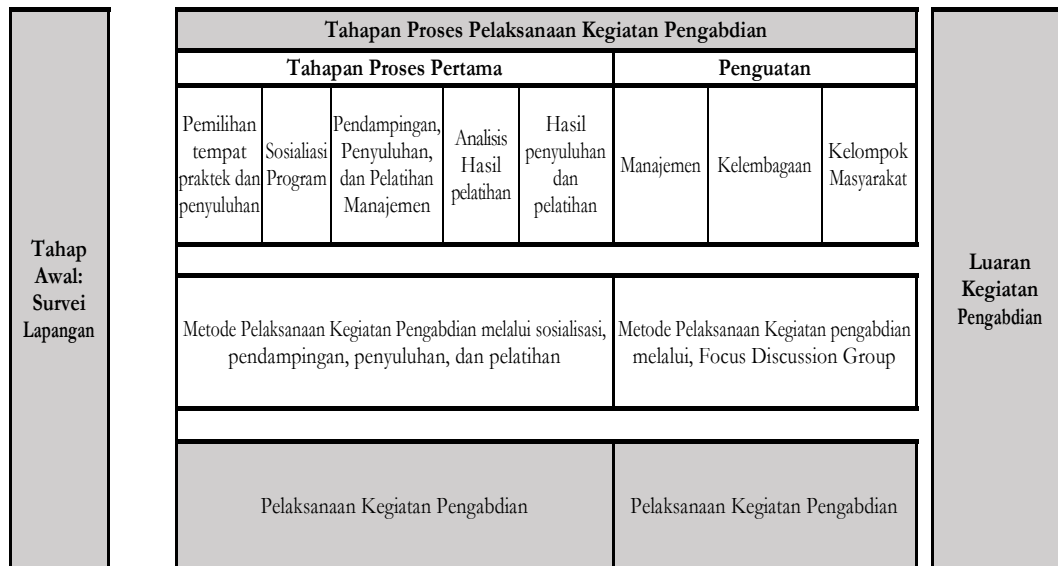 Tahap
Awal:
Survei
Lapangan
Tahapan Proses Pelaksanaan Kegiatan Pengabdian
Tahapan Proses Pertama
Penguatan
Pemilihan
tempat
praktek dan
penyuluhan
Sosialiasi
Program
Pendampingan,
Penyuluhan,
dan Pelatihan
Manajemen
Analisis
Hasil
pelatihan
Hasil
penyuluhan
dan
pelatihan
Manajemen
Kelembagaan
Kelompok
Masyarakat
Metode Pelaksanaan Kegiatan Pengabdian melalui sosialisasi,
pendampingan, penyuluhan, dan pelatihan
Metode Pelaksanaan Kegiatan pengabdian
melalui, Focus Discussion Group
Pelaksanaan Kegiatan Pengabdian
Pelaksanaan Kegiatan Pengabdian
Luaran
Kegiatan
Pengabdian